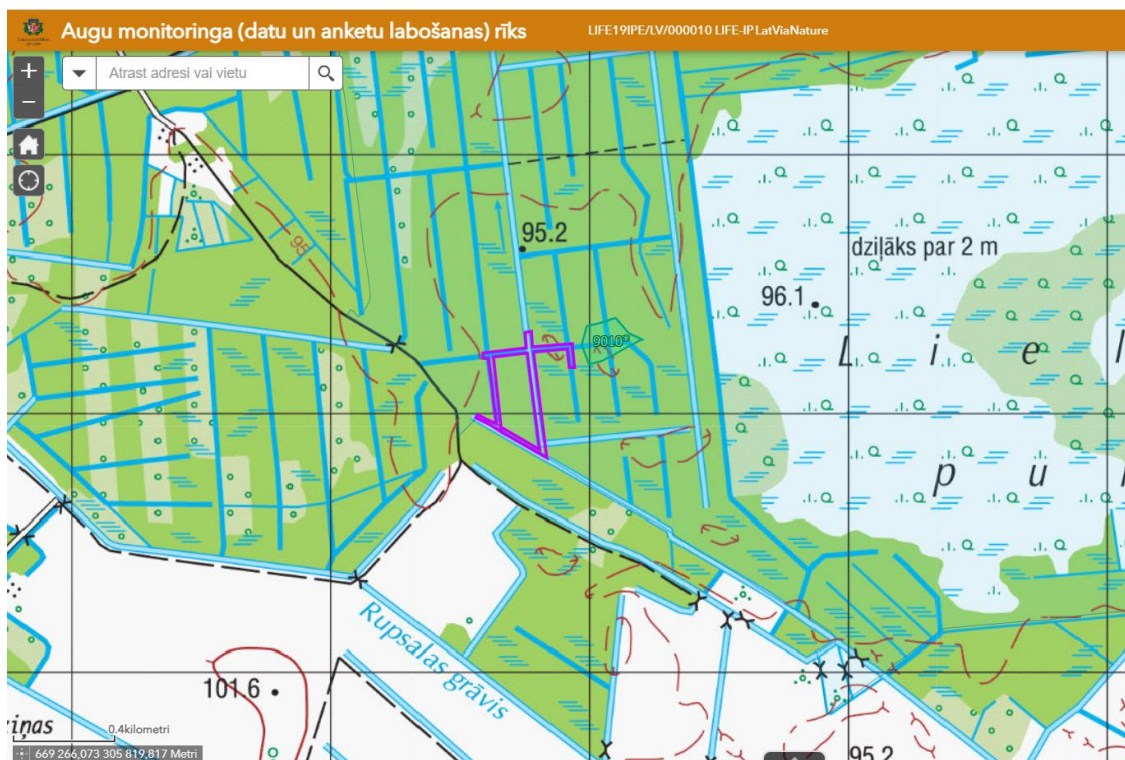 Augu monitoringa (datu un anketu labošanas) rīks
LIFE19IPE/LV/000010 LIFE-IP LatViaNature
Atrast adresi vai vietu
95.2
98
dziļāks par 2 m
96.1
9010*
L i e l
p u
Rupsalas grāvis
101.6
ziņas
0.4kilometri
669 266,073 305 819,817 Metri
95.2